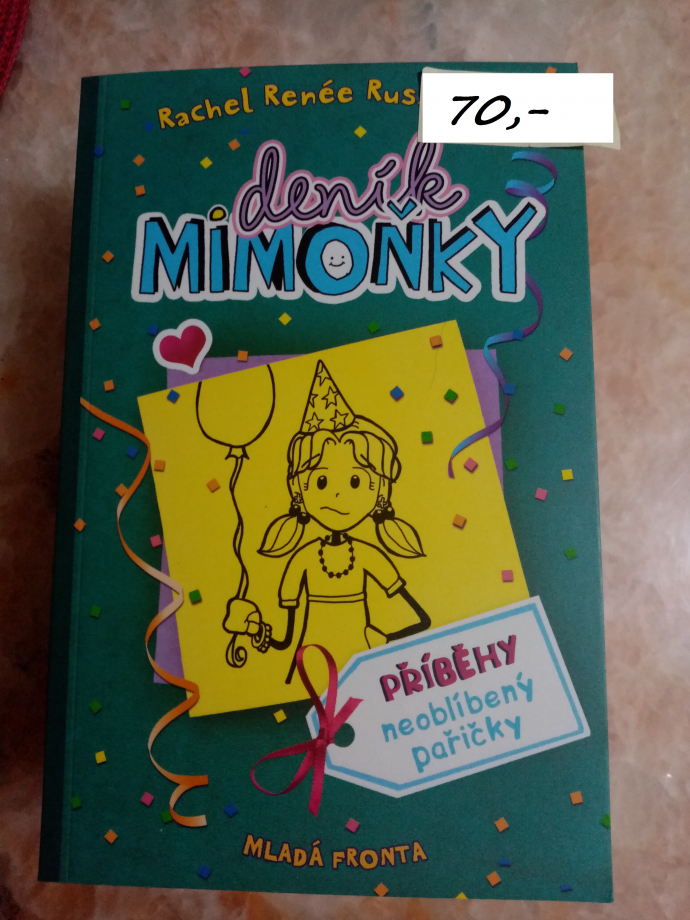 Rachel Renée Rus
70,-
deník
MIMOŇKY
PŘÍBĚHY
neoblíbený
pařičky
MLADÁ FRONTA